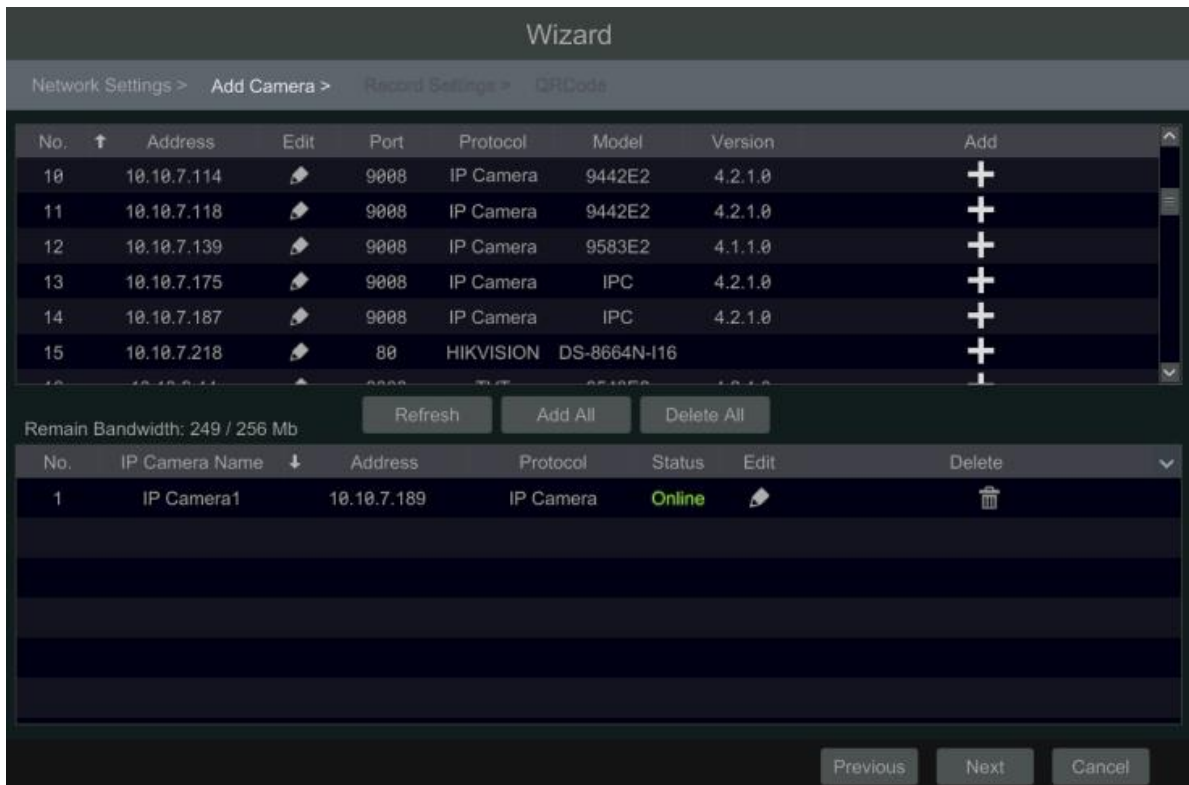 Wizard
Network Settings > Add Camera > Record Settings > QRCode
No. Address Edit Port Protocol Model Version Add
10 10.10.7.114 9008 IP Camera 9442E2 4.2.1.0
11 10.10.7.118 9008 IP Camera 9442E2 4.2.1.0
12 10.10.7.139 9008 IP Camera 9583E2 4.1.1.0
13 10.10.7.175 9008 IP Camera IPC 4.2.1.0
14 10.10.7.187 9008 IP Camera IPC 4.2.1.0
15 10.10.7.218 80 HIKVISION DS-8664N-I16
Refresh Add All Delete All
Remain Bandwidth: 249 / 256 Mb
No. IP Camera Name Address Protocol Status Edit Delete
1 IP Camera1 10.10.7.189 IP Camera Online
Previous Next Cancel